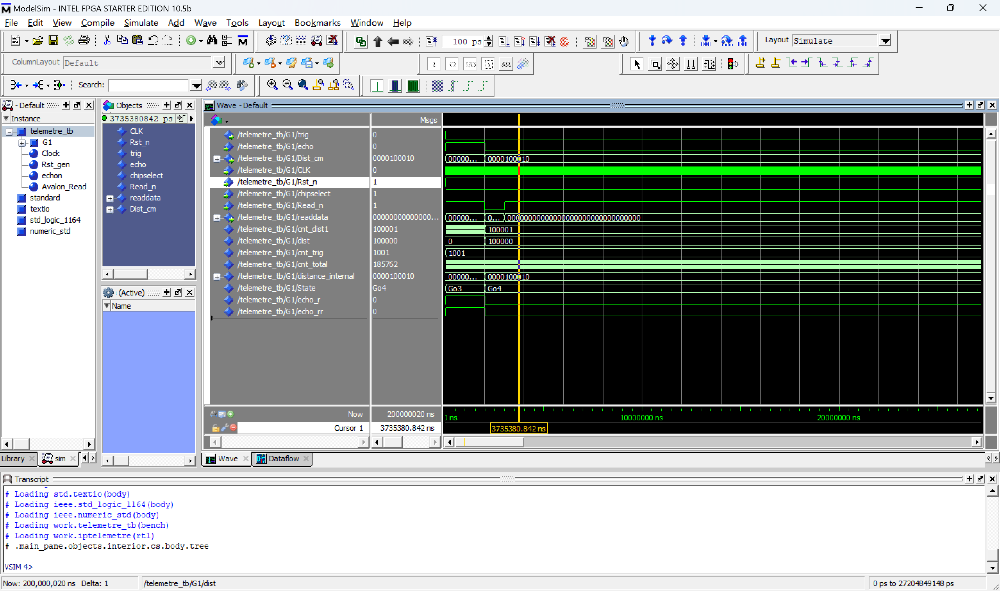 ModelSim - INTEL FPGA STARTER EDITION 10.5b
File Edit View Compile Simulate Add Wave Tools Layout Bookmarks Window Help
100 ps
Layout Simulate
ColumnLayout Default
Search:
- Default
Instance
telemetre_tb
G1
Clock
Rst_gen
echon
Avalon_Read
standard
textio
std_logic_1164
numeric_std
Library
sim
Objects
3735380842 ps
CLK
Rst_n
trig
echo
chipselect
Read_n
readdata
Dist_cm
(Active)
Name
Wave - Default
Msgs
/telemetre_tb/G1/trig 0
/telemetre_tb/G1/echo 0
/telemetre_tb/G1/Dist_cm 0000100010 00000... 0000100010
/telemetre_tb/G1/CLK 0
/telemetre_tb/G1/Rst_n 1
/telemetre_tb/G1/chipselect 1
/telemetre_tb/G1/Read_n 1
/telemetre_tb/G1/readdata 00000000000000... 00000... 0... 00000000000000000000000000000000
/telemetre_tb/G1/cnt_dist1 100001 100001
/telemetre_tb/G1/dist 100000 0 100000
/telemetre_tb/G1/cnt_trig 1001 1001
/telemetre_tb/G1/cnt_total 185762
/telemetre_tb/G1/distance_internal 0000100010 00000... 0000100010
/telemetre_tb/G1/State Go4 Go3 Go4
/telemetre_tb/G1/echo_r 0
/telemetre_tb/G1/echo_rr 0
Now 200000020 ns ns 10000000 ns 20000000 ns
Cursor 1 3735380.842 ns 3735380.842 ns
Wave
Dataflow
Transcript
# Loading std.textio(body)
# Loading ieee.std_logic_1164(body)
# Loading ieee.numeric_std(body)
# Loading work.telemetre_tb(bench)
# Loading work.iptelemetre(rtl)
# .main_pane.objects.interior.cs.body.tree
VSIM 4>
Now: 200,000,020 ns Delta: 1
/telemetre_tb/G1/dist
0 ps to 27204849148 ps